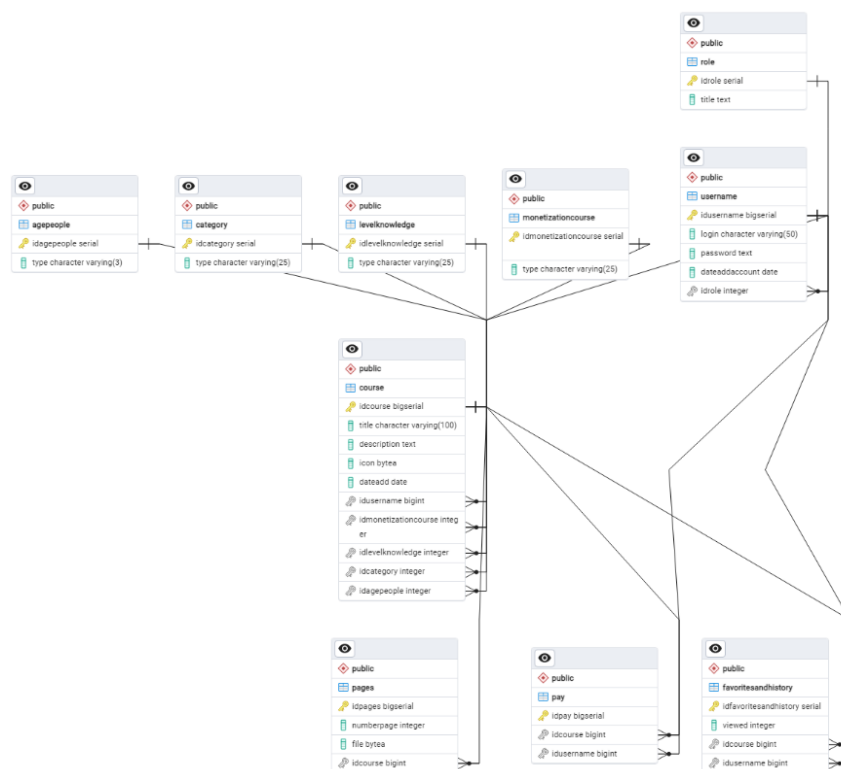 public
role
idrole serial
title text
public
username
idusername bigserial
login character varying(50)
password text
dateaddaccount date
idrole integer
public
agepeople
idagepeople serial
type character varying(3)
public
category
idcategory serial
type character varying(25)
public
levelknowledge
idlevelknowledge serial
type character varying(25)
public
monetizationcourse
idmonetizationcourse serial
type character varying(25)
public
course
idcourse bigserial
title character varying(100)
description text
icon bytea
dateadd date
idusername bigint
idmonetizationcourse integ
er
idlevelknowledge integer
idcategory integer
idagepeople integer
public
pages
idpages bigserial
numberpage integer
file bytea
idcourse bigint
public
pay
idpay bigserial
idcourse bigint
idusername bigint
public
favoritesandhistory
idfavoritesandhistory serial
viewed integer
idcourse bigint
idusername bigint